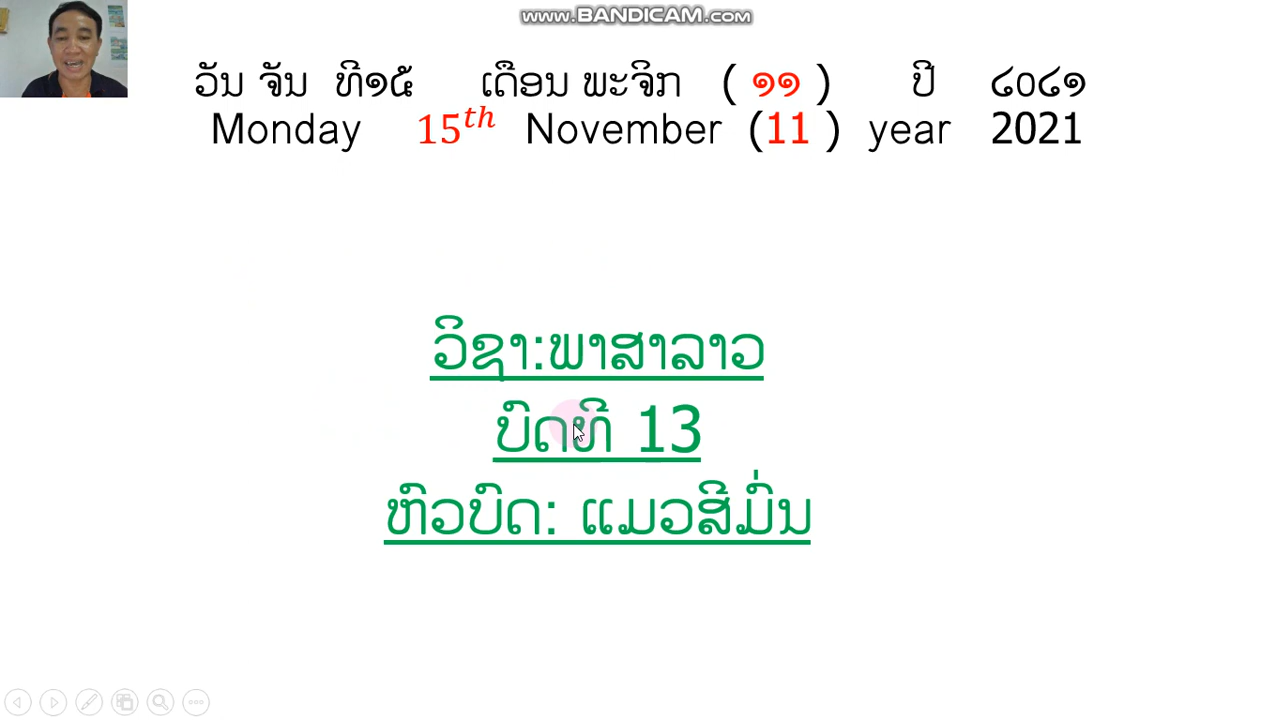 WWW.BANDICAM.COM
ວັນ ຈັນ ທີ໑໕ ເດືອນ ພະຈິກ ( ໑໑ ) ປີ ໒໐໒໑
Monday 15th November (11 ) year 2021
ວິຊາ:ພາສາລາວ
ບົດທີ 13
ຫົວບົດ: ແມວສີມົ່ນ